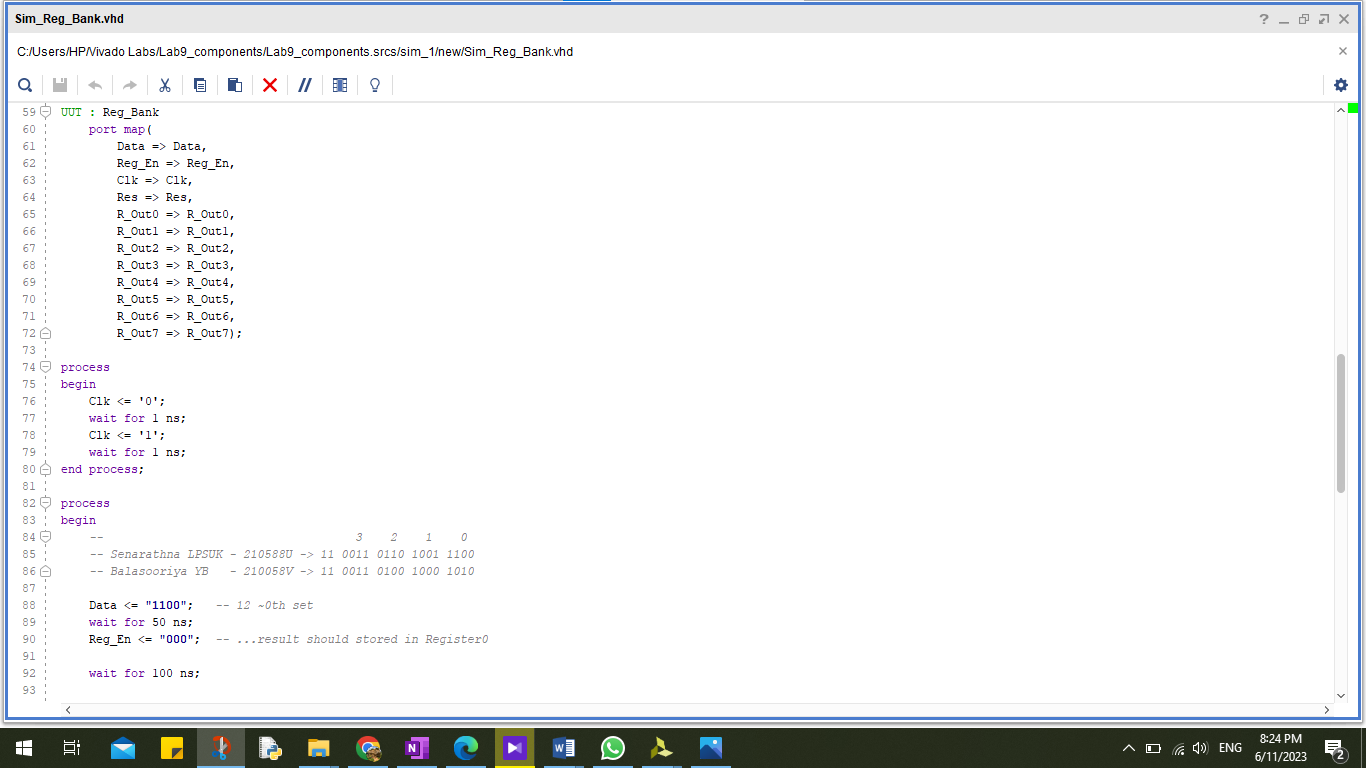 Sim_Reg_Bank.vhd
C:/Users/HP/Vivado Labs/Lab9_components/Lab9_components.srcs/sim_1/new/Sim_Reg_Bank.vhd
59 UUT : Reg_Bank
60 port map(
61 Data => Data,
62 Reg_En => Reg_En,
63 Clk => Clk,
64 Res => Res,
65 R_Out0 => R_Out0,
66 R_Out1 => R_Out1,
67 R_Out2 => R_Out2,
68 R_Out3 => R_Out3,
69 R_Out4 => R_Out4,
70 R_Out5 => R_Out5,
71 R_Out6 => R_Out6,
72 R_Out7 => R_Out7);
73
74 process
75 begin
76 Clk <= '0';
77 wait for 1 ns;
78 Clk <= '1';
79 wait for 1 ns;
80 end process;
81
82 process
83 begin
84 -- 3 2 1 0
85 -- Senarathna LPSUK - 210588U -> 11 0011 0110 1001 1100
86 -- Balasooriya YB - 210058V -> 11 0011 0100 1000 1010
87
88 Data <= "1100"; -- 12 ~0th set
89 wait for 50 ns;
90 Reg_En <= "000"; -- ...result should stored in Register0
91
92 wait for 100 ns;
93
ENG
8:24 PM
6/11/2023
2